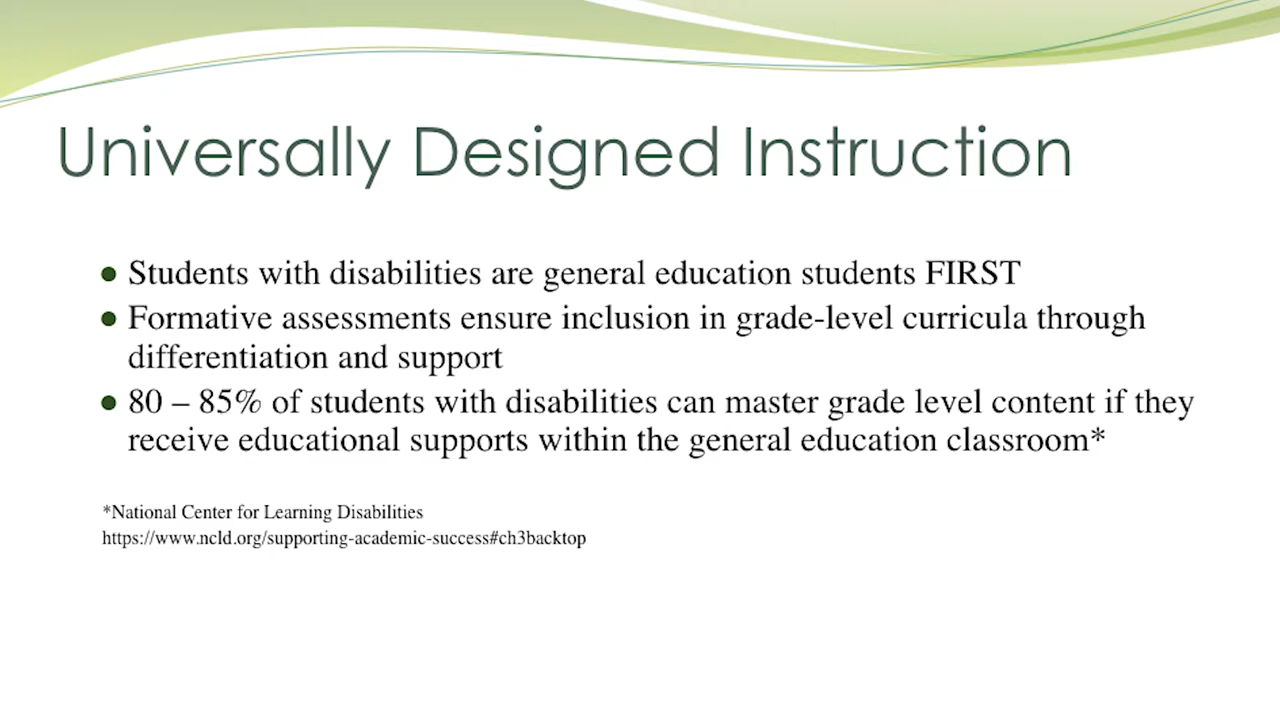 Universally Designed Instruction
● Students with disabilities are general education students FIRST
● Formative assessments ensure inclusion in grade-level curricula through
differentiation and support
● 80 – 85% of students with disabilities can master grade level content if they
receive educational supports within the general education classroom*
*National Center for Learning Disabilities
https://www.ncld.org/supporting-academic-success#ch3backtop